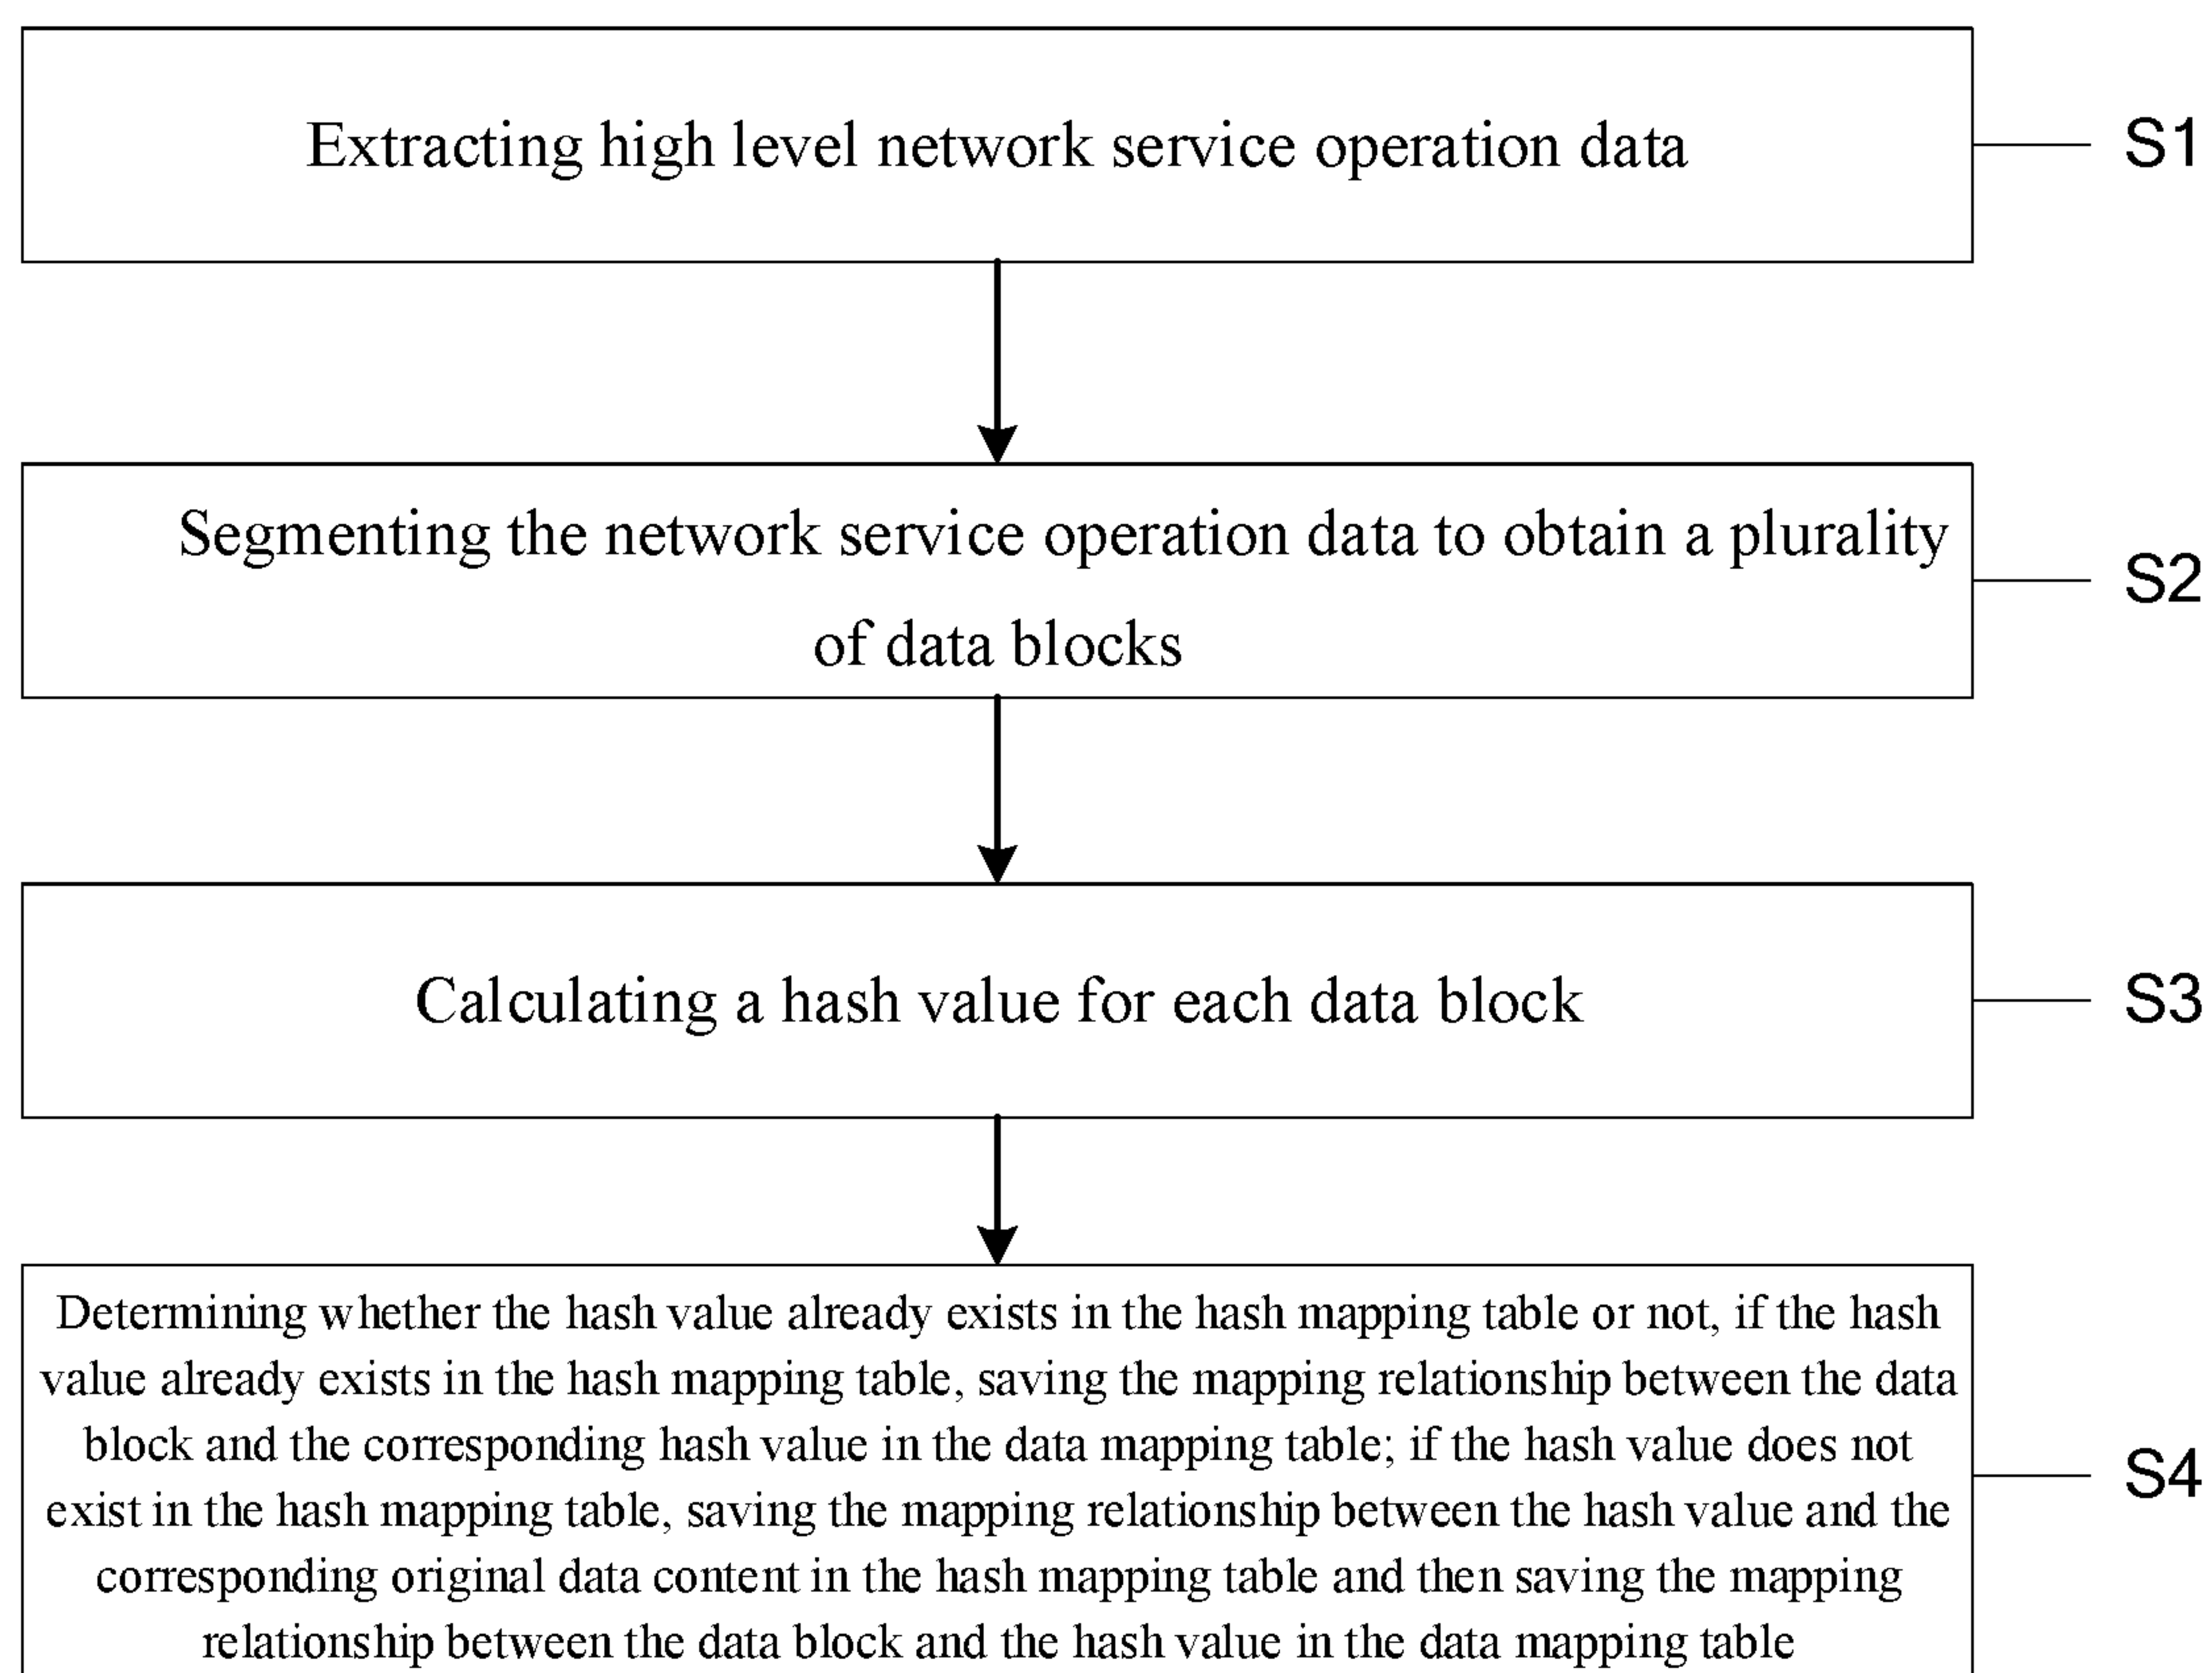 Extracting high level network service operation data
S1
Segmenting the network service operation data to obtain a plurality
of data blocks
S2
Calculating a hash value for each data block
S3
Determining whether the hash value already exists in the hash mapping table or not, if the hash
value already exists in the hash mapping table, saving the mapping relationship between the data
block and the corresponding hash value in the data mapping table; if the hash value does not
exist in the hash mapping table, saving the mapping relationship between the hash value and the
corresponding original data content in the hash mapping table and then saving the mapping
relationship between the data block and the hash value in the data mapping table
S4